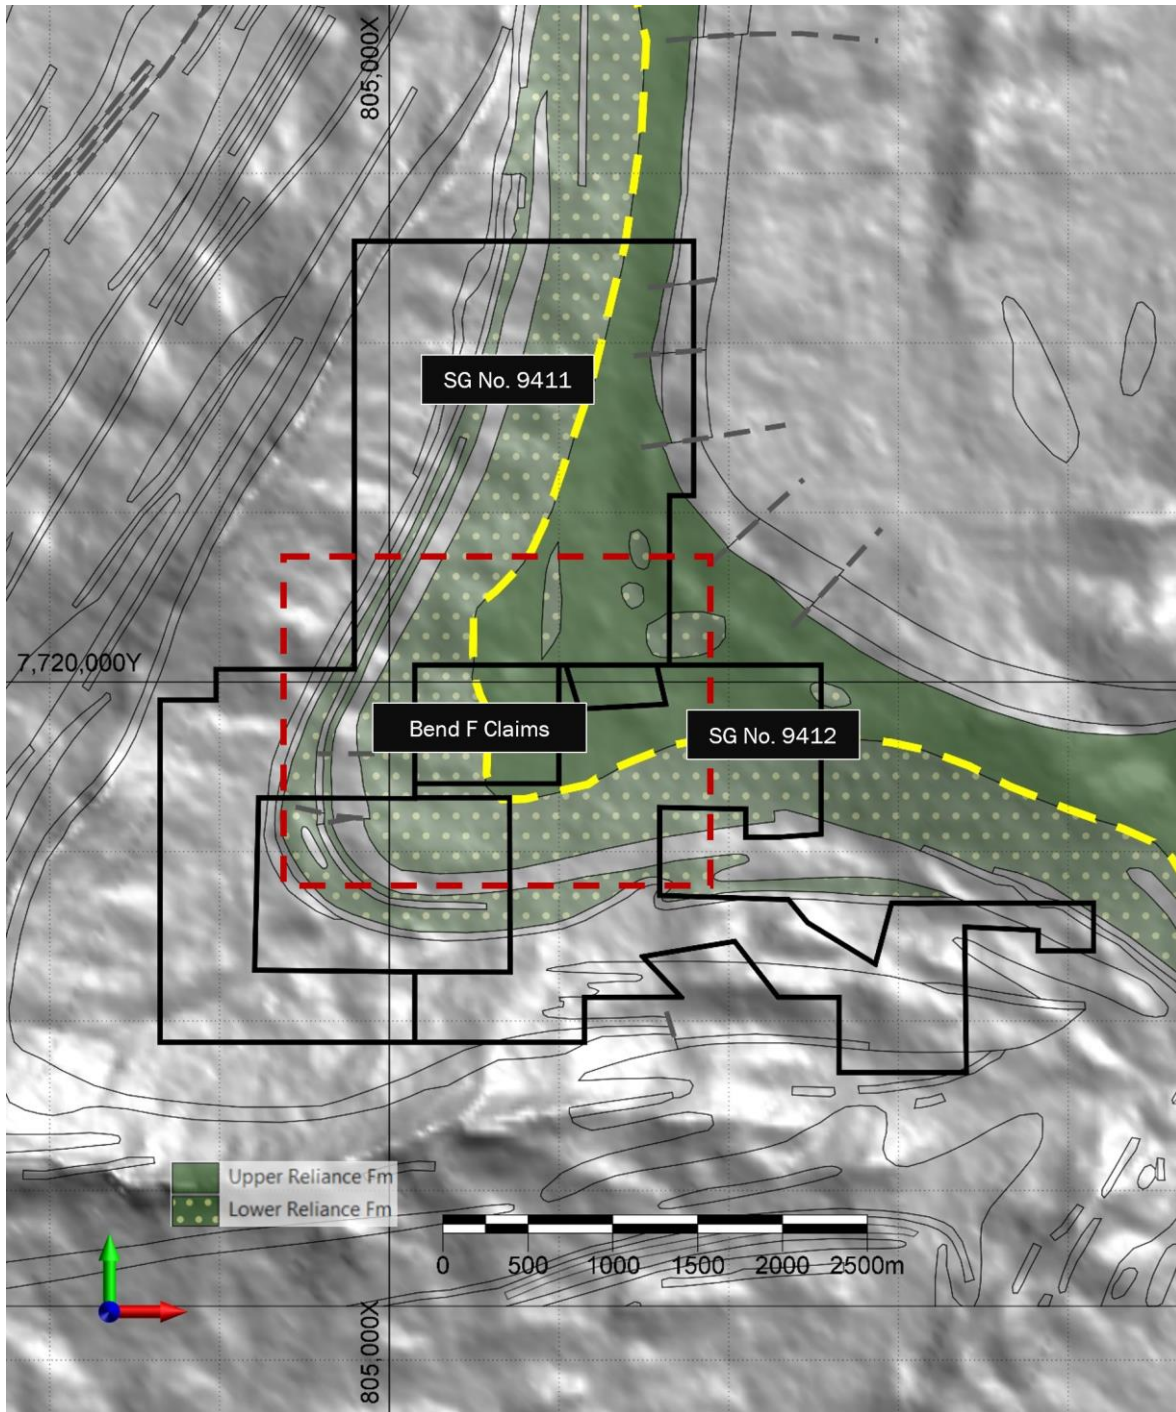 805,000X
SG No. 9411
7,720,000Y
Bend F Claims
SG No. 9412
Upper Reliance Fm
Lower Reliance Fm
0 500 1000 1500 2000 2500m
805,000X